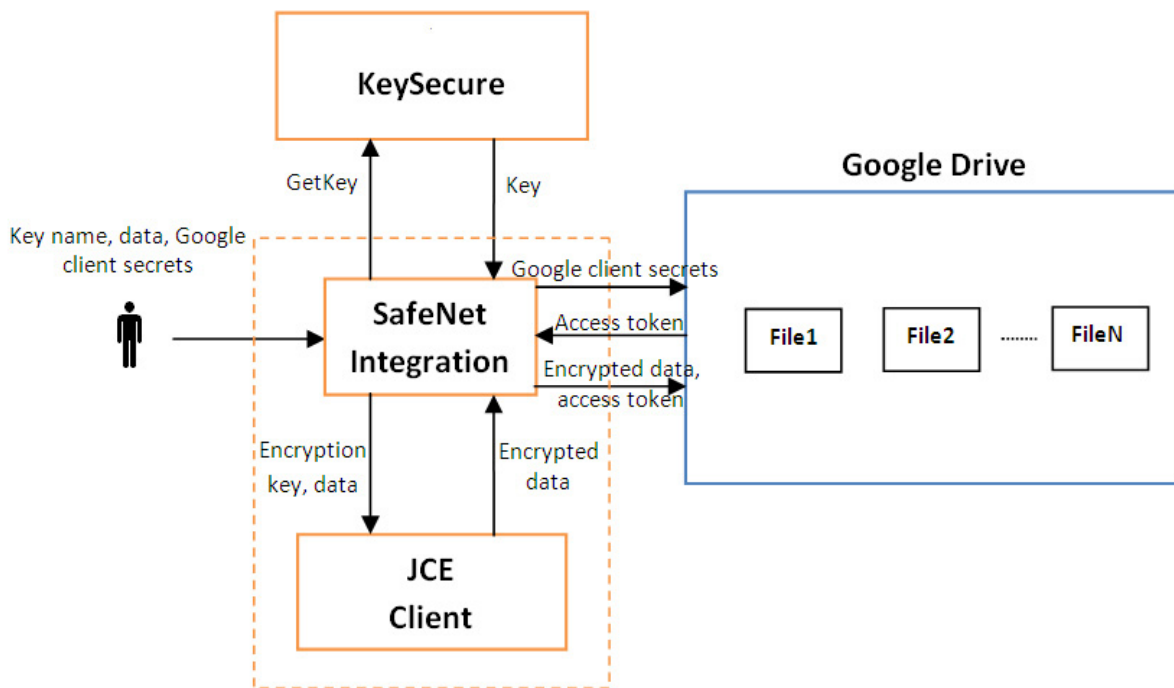 KeySecure
GetKey
Key
Google Drive
Key name, data, Google
client secrets
Google client secrets
SafeNet
Integration
Access token
Encrypted data,
access token
File1
File2
........
FileN
Encryption
key, data
Encrypted
data
JCE
Client